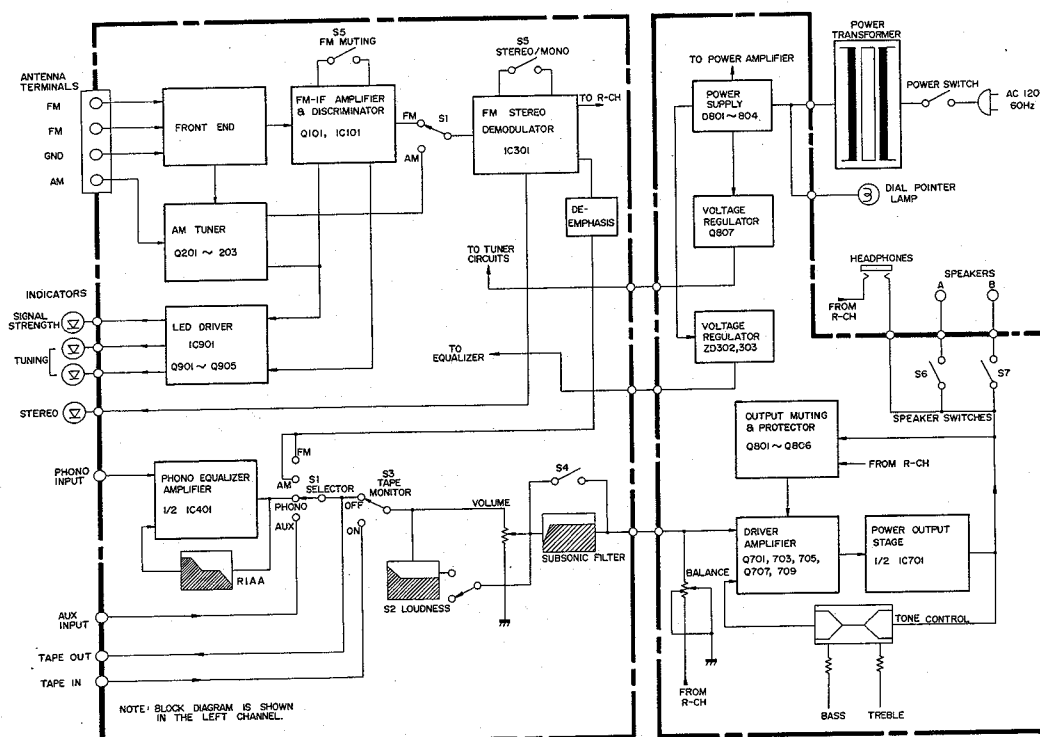 S5
FM MUTING
S5
STEREO/MONO
POWER
TRANSFORMER
TO POWER AMPLIFIER
ANTENNA
TERMINALS
FM
FM
GND
AM
FRONT END
FM-IF AMPLIFIER
& DISCRIMINATOR
Q101, IC101
FM
S1
AM
FM STEREO
DEMODULATOR
IC301
TO R-CH
POWER
SUPPLY
D801 ~ 804
POWER SWITCH
AC 120
60Hz
DIAL POINTER
LAMP
DE-
EMPHASIS
VOLTAGE
REGULATOR
Q807
AM TUNER
Q201 ~ 203
TO TUNER
CIRCUITS
HEADPHONES
FROM
R-CH
SPEAKERS
A
B
INDICATORS
SIGNAL
STRENGTH
TUNING
STEREO
LED DRIVER
IC901
Q901 ~ Q905
TO
EQUALIZER
VOLTAGE
REGULATOR
ZD302,303
S6
S7
SPEAKER SWITCHES
OUTPUT MUTING
& PROTECTOR
Q801 ~ Q806
FROM R-CH
PHONO
INPUT
PHONO EQUALIZER
AMPLIFIER
1/2 IC401
FM
AM
S1
SELECTOR
PHONO
AUX
S3
TAPE
MONITOR
OFF
ON
VOLUME
S4
SUBSONIC FILTER
RIAA
S2 LOUDNESS
DRIVER
AMPLIFIER
Q701, 703, 705,
Q707, 709
POWER OUTPUT
STAGE
1/2 IC701
BALANCE
TONE CONTROL
AUX
INPUT
TAPE OUT
TAPE IN
FROM
R-CH
BASS
TREBLE
NOTE: BLOCK DIAGRAM IS SHOWN
IN THE LEFT CHANNEL.